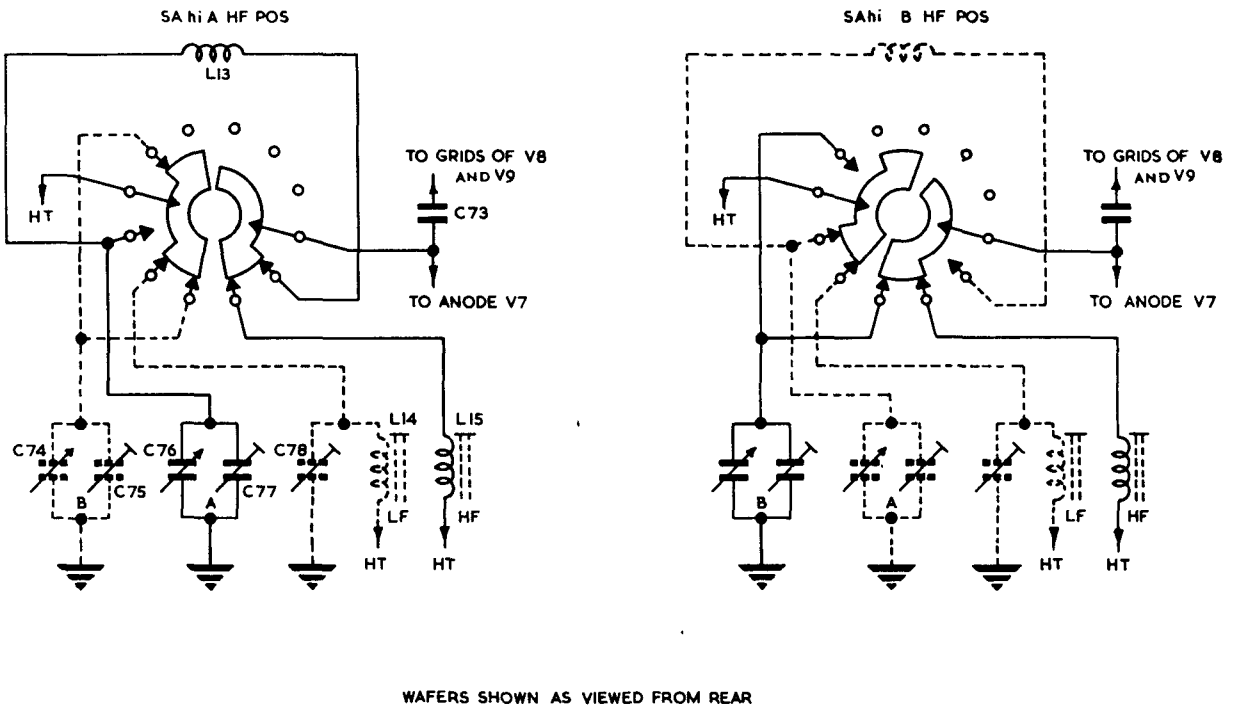 SAhi A HF POS
L13
HT
TO GRIDS OF V8
AND V9
C73
TO ANODE V7
C74
C75
B
C76
C77
A
C78
L14
LF
HT
L15
HF
HT
SAhi B HF POS
HT
TO GRIDS OF V8
AND V9
TO ANODE V7
B
A
LF
HT
HF
HT
WAFERS SHOWN AS VIEWED FROM REAR